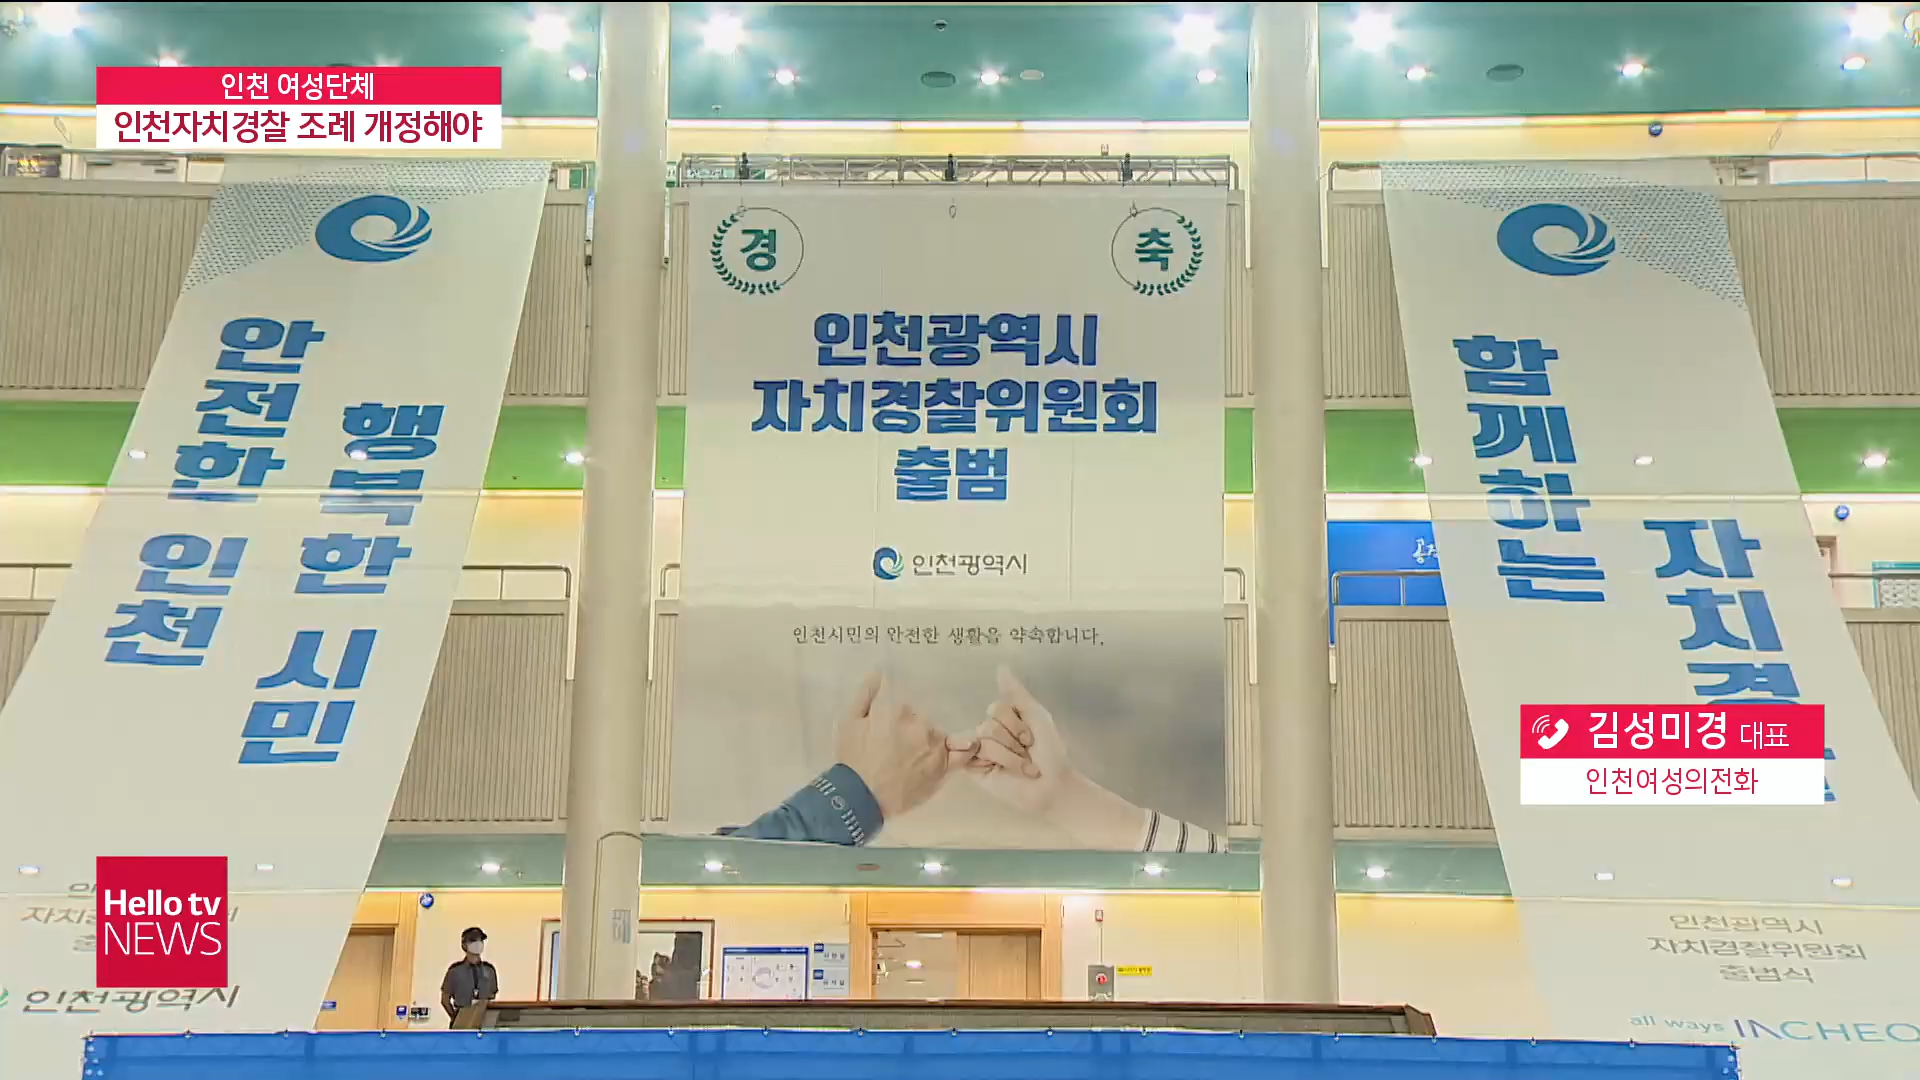 인천 여성단체
인천자치경찰 조례 개정해야
안전한 인천
행복한 시민
경 축
인천광역시
자치경찰위원회
출범
인천광역시
인천시민의 안전한 생활을 약속합니다.
함께하는
자치경
김성미경 대표
인천여성의전화
Hello tv
NEWS
인천광역시
인천광역시
자치경찰위원회
출범식
all ways INCHEO